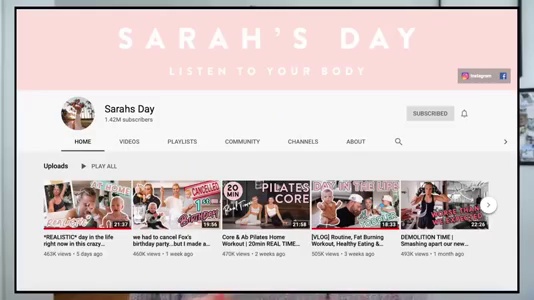 SARAH'S DAY
LISTEN TO YOUR BODY
Instagram
Sarahs Day
1.42M subscribers
SUBSCRIBED
HOME VIDEOS PLAYLISTS COMMUNITY CHANNELS ABOUT
Uploads PLAY ALL
AT HOME
21:37
CANCELLED
1ST
BIRTHDAY
19:56
20
MIN
Real Time
PILATES
CORE
21:58
DAY IN THE LIFE
18:33
22:26
*REALISTIC* day in the life
right now in this crazy...
463K views • 5 days ago
we had to cancel Fox's
birthday party...but I made a
460K views • 1 week ago
Core & Ab Pilates Home
Workout | 20min REAL TIME...
470K views • 2 weeks ago
[VLOG] Routine, Fat Burning
Workout, Healthy Eating &
505K views • 3 weeks ago
DEMOLITION TIME |
Smashing apart our new...
493K views • 1 month ago